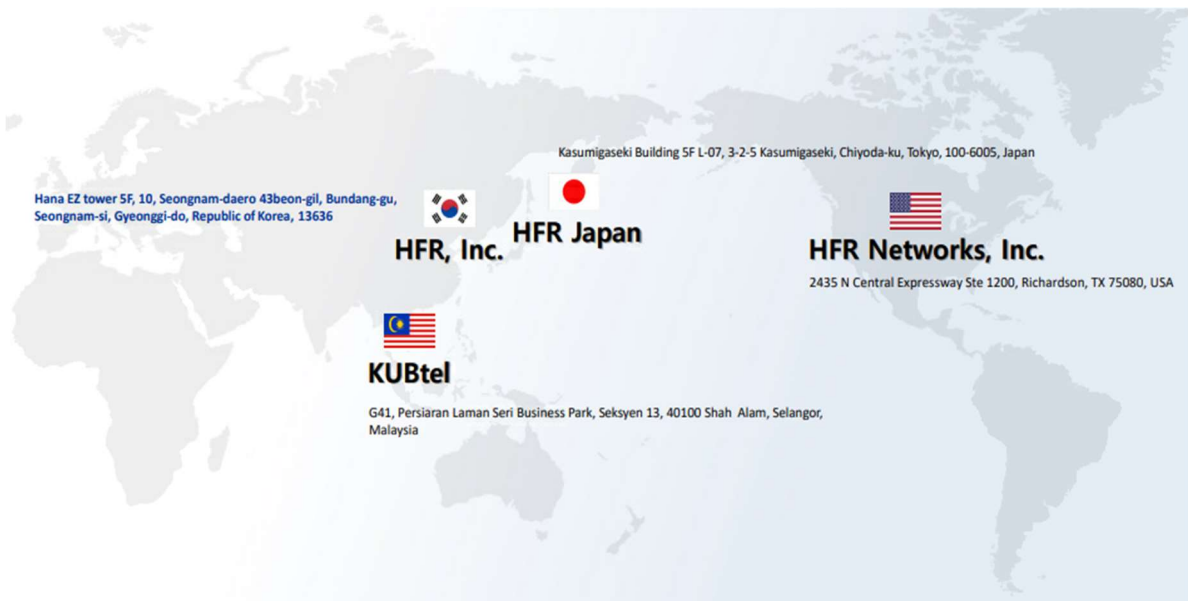 Kasumigaseki Building 5F L-07, 3-2-5 Kasumigaseki, Chiyoda-ku, Tokyo, 100-6005, Japan
Hana EZ tower 5F, 10, Seongnam-daero 43beon-gil, Bundang-gu,
Seongnam-si, Gyeonggi-do, Republic of Korea, 13636
HFR, Inc.
HFR Japan
HFR Networks, Inc.
2435 N Central Expressway Ste 1200, Richardson, TX 75080, USA
KUBtel
G41, Persiaran Laman Seri Business Park, Seksyen 13, 40100 Shah Alam, Selangor,
Malaysia